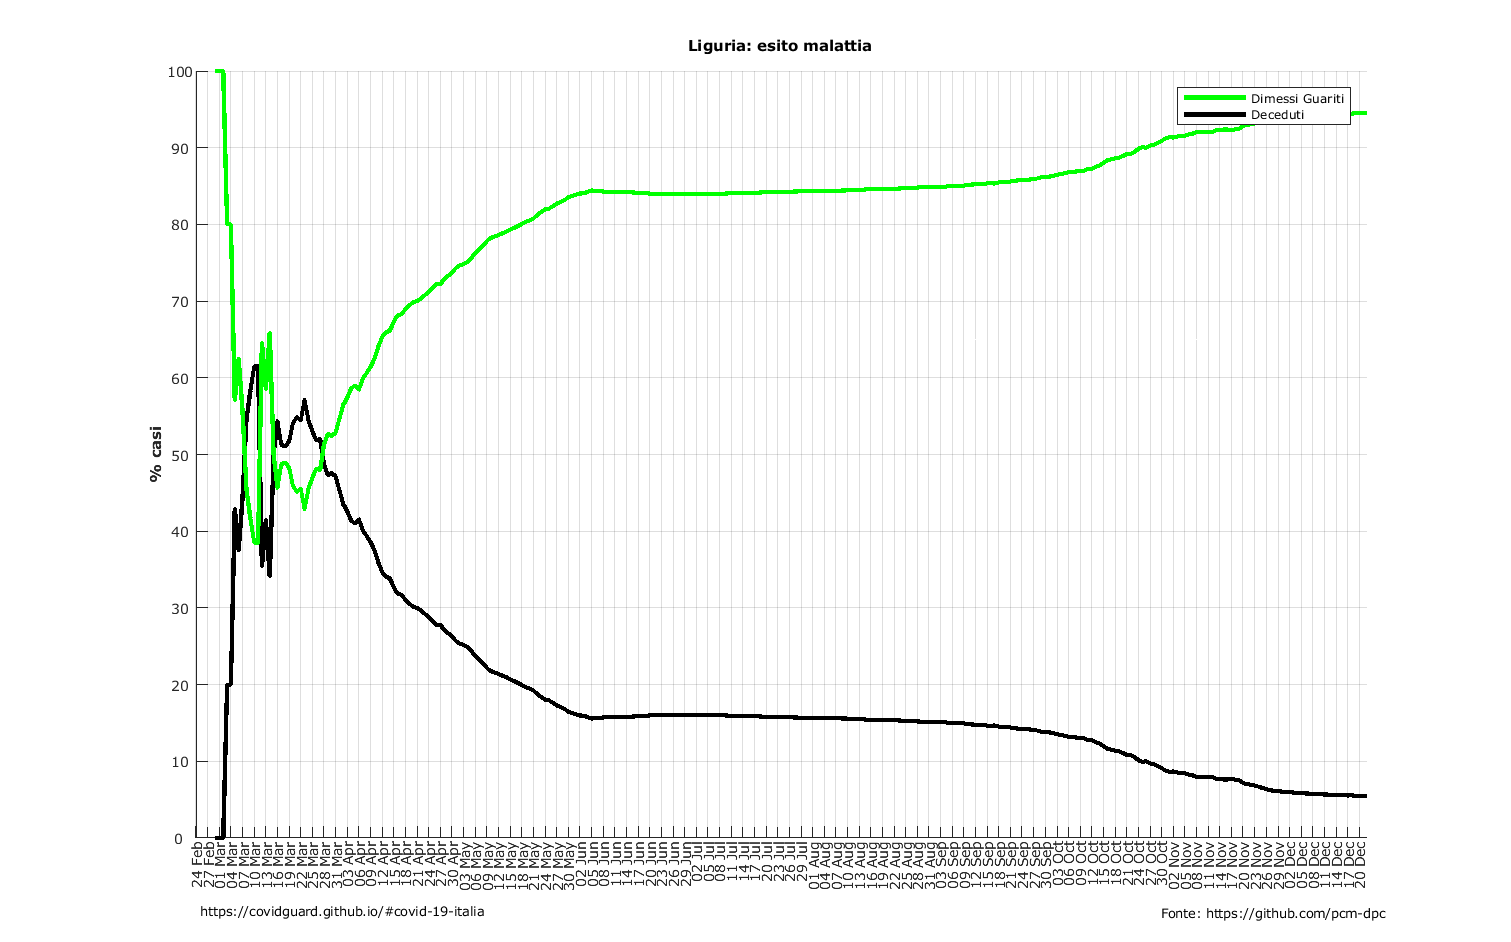 Liguria: esito malattia
Dimessi Guariti
Deceduti
% casi
100
90
80
70
60
50
40
30
20
10
0
24 Feb
27 Feb
01 Mar
04 Mar
07 Mar
10 Mar
13 Mar
16 Mar
19 Mar
22 Mar
25 Mar
28 Mar
31 Mar
03 Apr
06 Apr
09 Apr
12 Apr
15 Apr
18 Apr
21 Apr
24 Apr
27 Apr
30 Apr
03 May
06 May
09 May
12 May
15 May
18 May
21 May
24 May
27 May
30 May
02 Jun
05 Jun
08 Jun
11 Jun
14 Jun
17 Jun
20 Jun
23 Jun
26 Jun
29 Jun
02 Jul
05 Jul
08 Jul
11 Jul
14 Jul
17 Jul
20 Jul
23 Jul
26 Jul
29 Jul
01 Aug
04 Aug
07 Aug
10 Aug
13 Aug
16 Aug
19 Aug
22 Aug
25 Aug
28 Aug
31 Aug
03 Sep
06 Sep
09 Sep
12 Sep
15 Sep
18 Sep
21 Sep
24 Sep
27 Sep
30 Sep
03 Oct
06 Oct
09 Oct
12 Oct
15 Oct
18 Oct
21 Oct
24 Oct
27 Oct
30 Oct
02 Nov
05 Nov
08 Nov
11 Nov
14 Nov
17 Nov
20 Nov
23 Nov
26 Nov
29 Nov
02 Dec
05 Dec
08 Dec
11 Dec
14 Dec
17 Dec
20 Dec
https://covidguard.github.io/#covid-19-italia
Fonte: https://github.com/pcm-dpc